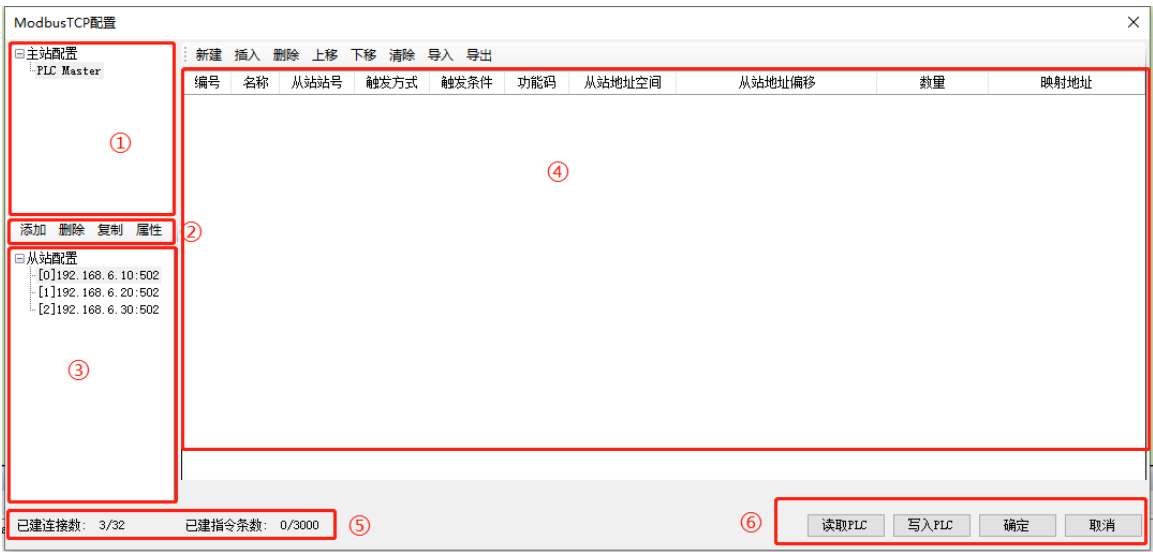 ModbusTCP配置
主站配置
PLC Master
①
新建 插入 删除 上移 下移 清除 导入 导出
编号 名称 从站站号 触发方式 触发条件 功能码 从站地址空间 从站地址偏移 数量 映射地址
④
添加 删除 复制 属性 ②
从站配置
[0]192.168.6.10:502
[1]192.168.6.20:502
[2]192.168.6.30:502
③
已建连接数: 3/32 已建指令条数: 0/3000 ⑤
⑥ 读取PLC 写入PLC 确定 取消